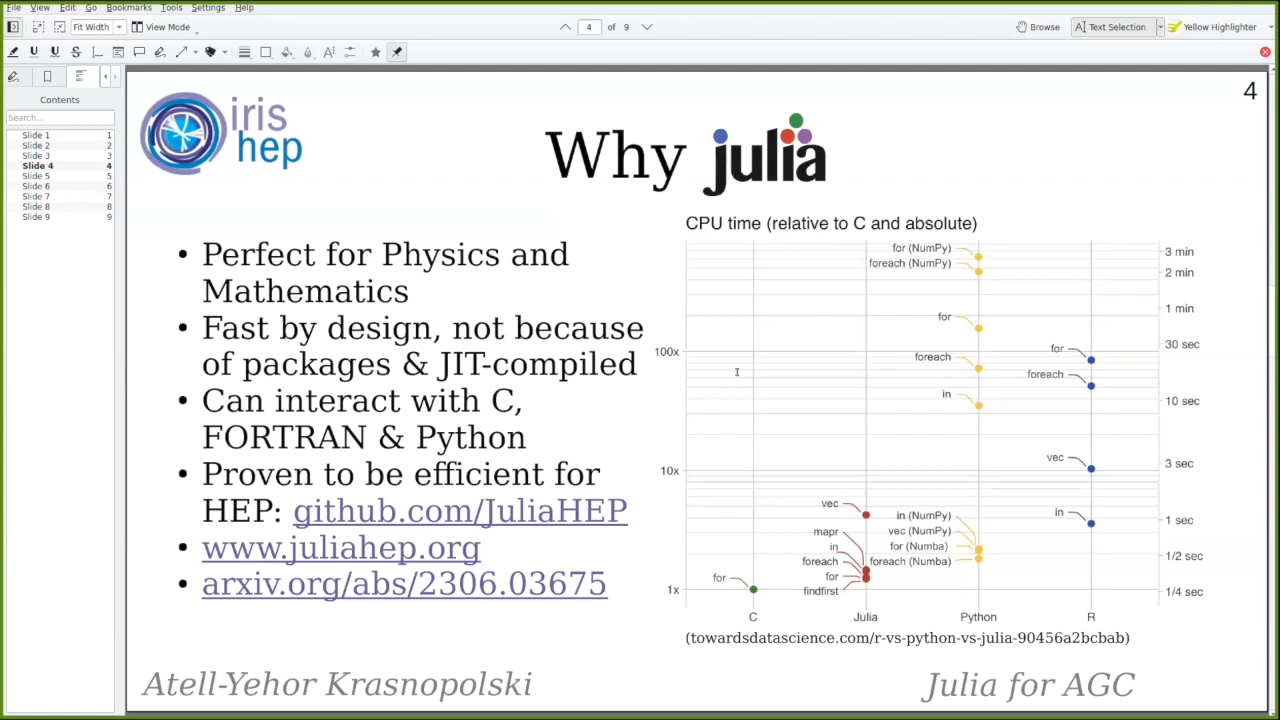 File View Edit Go Bookmarks Tools Settings Help
Fit Width View Mode 4 of 9 Browse Text Selection Yellow Highlighter
Contents
Search...
Slide 1 1
Slide 2 2
Slide 3 3
Slide 4 4
Slide 5 5
Slide 6 6
Slide 7 7
Slide 8 8
Slide 9 9
4
iris
hep
Why julia
• Perfect for Physics and
Mathematics
• Fast by design, not because
of packages & JIT-compiled
• Can interact with C,
FORTRAN & Python
• Proven to be efficient for
HEP: github.com/JuliaHEP
• www.juliahep.org
• arxiv.org/abs/2306.03675
CPU time (relative to C and absolute)
for (NumPy)
3 min
foreach (NumPy)
2 min
1 min
for
30 sec
100x
for
foreach
foreach
in
10 sec
10x
vec
3 sec
vec
in
in (NumPy)
1 sec
mapr
vec (NumPy)
in
for (Numba)
1/2 sec
foreach
foreach (Numba)
for
for
findfirst
1x
1/4 sec
C Julia Python R
(towardsdatascience.com/r-vs-python-vs-julia-90456a2bcbab)
Atell-Yehor Krasnopolski
Julia for AGC